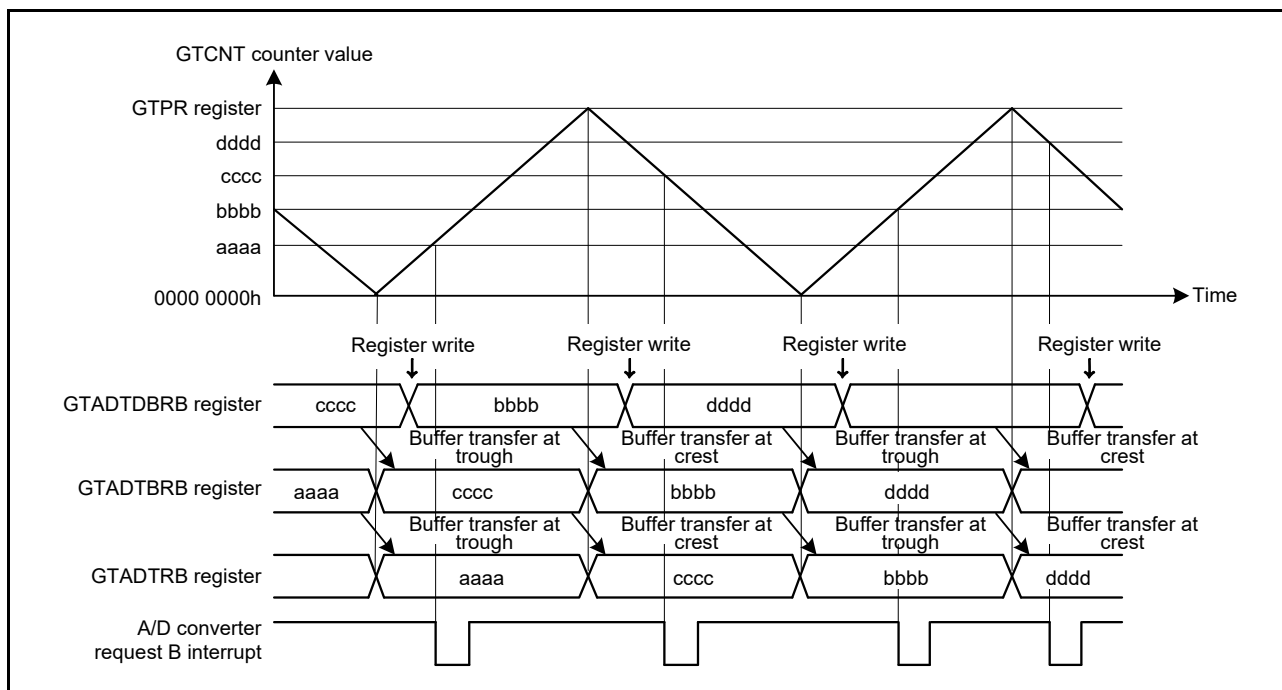 GTCNT counter value
GTPR register
dddd
cccc
bbbb
aaaa
0000 0000h
Time
Register write Register write Register write Register write
GTADTDBRB register cccc bbbb dddd
Buffer transfer at trough Buffer transfer at crest Buffer transfer at trough Buffer transfer at crest
GTADTBRB register aaaa cccc bbbb dddd
Buffer transfer at trough Buffer transfer at crest Buffer transfer at trough Buffer transfer at crest
GTADTRB register aaaa cccc bbbb dddd
A/D converter
request B interrupt